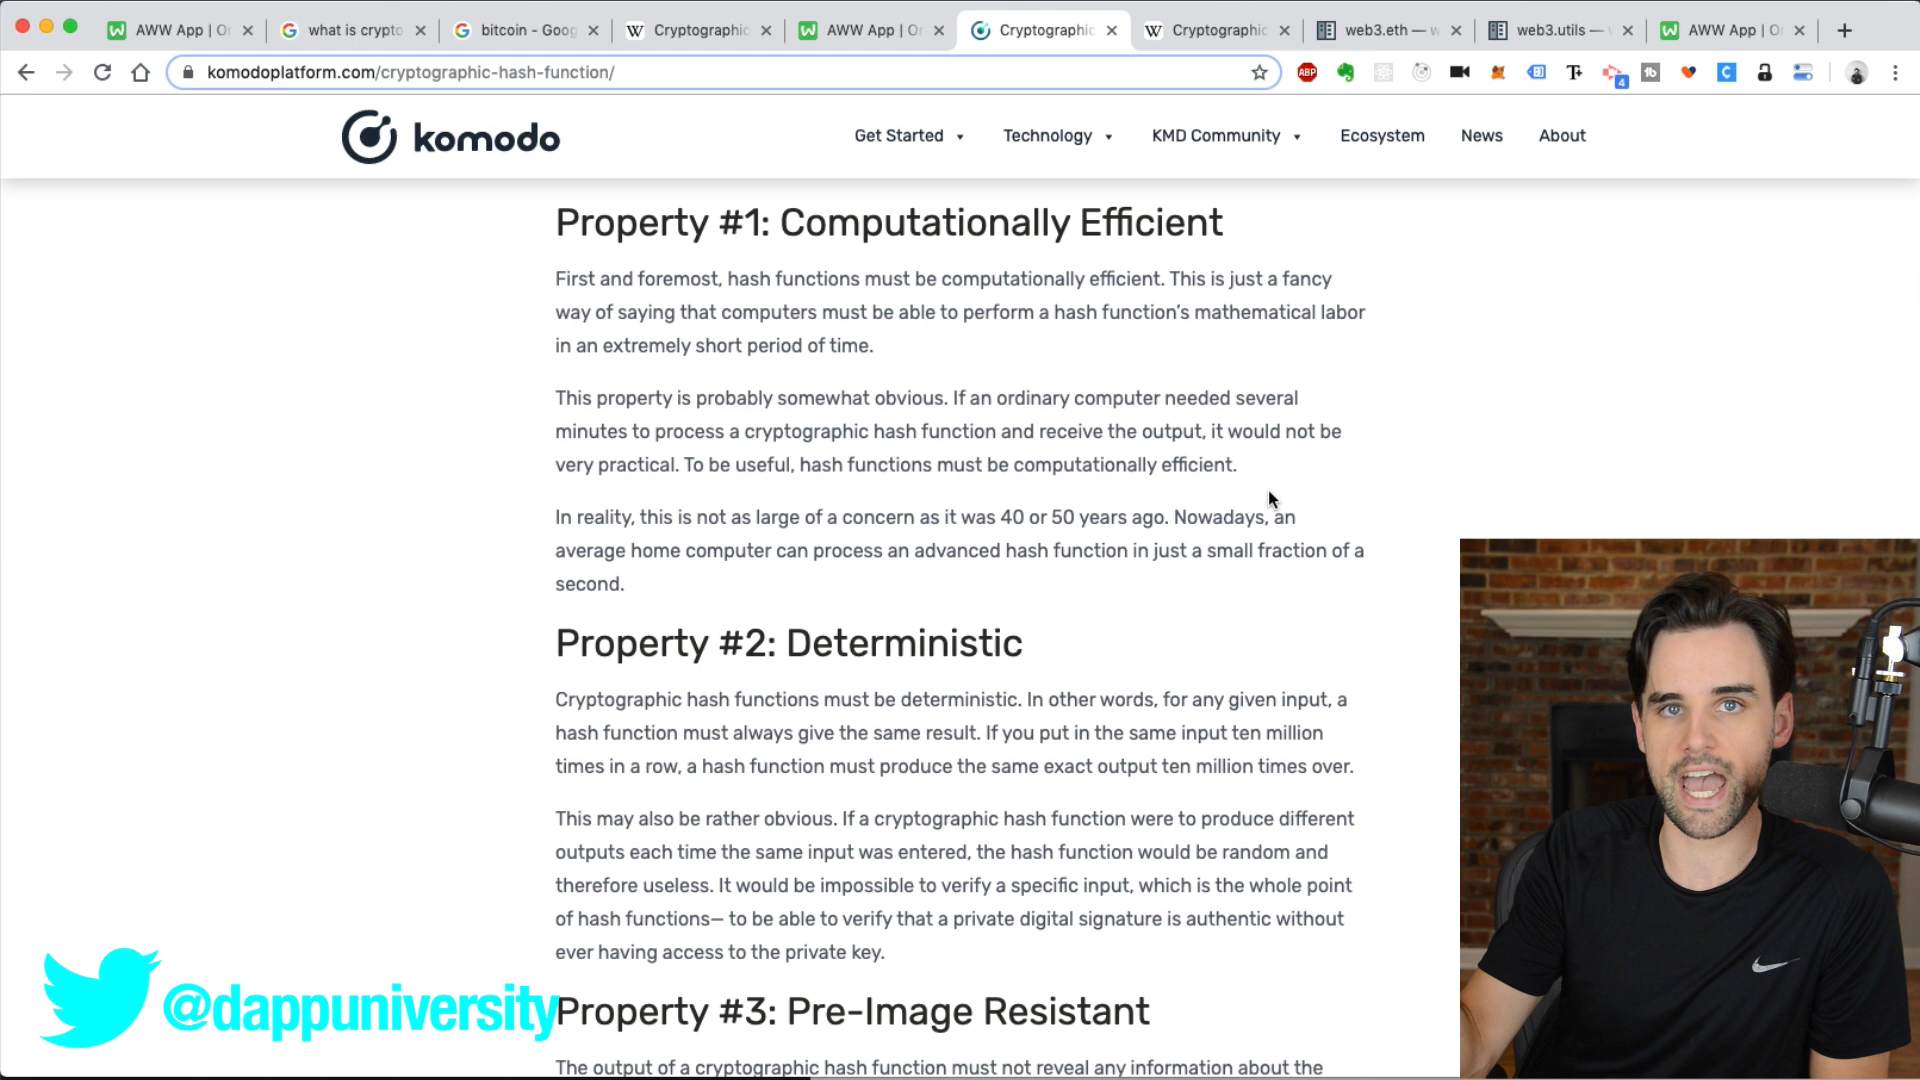 AWW App | Or
what is crypto
bitcoin - Goog
Cryptographic
AWW App | Or
Cryptographic
Cryptographic
web3.eth — w
web3.utils —
AWW App | Or
komodoplatform.com/cryptographic-hash-function/
ABP
4
komodo
Get Started
Technology
KMD Community
Ecosystem
News
About
Property #1: Computationally Efficient
First and foremost, hash functions must be computationally efficient. This is just a fancy
way of saying that computers must be able to perform a hash function's mathematical labor
in an extremely short period of time.
This property is probably somewhat obvious. If an ordinary computer needed several
minutes to process a cryptographic hash function and receive the output, it would not be
very practical. To be useful, hash functions must be computationally efficient.
In reality, this is not as large of a concern as it was 40 or 50 years ago. Nowadays, an
average home computer can process an advanced hash function in just a small fraction of a
second.
Property #2: Deterministic
Cryptographic hash functions must be deterministic. In other words, for any given input, a
hash function must always give the same result. If you put in the same input ten million
times in a row, a hash function must produce the same exact output ten million times over.
This may also be rather obvious. If a cryptographic hash function were to produce different
outputs each time the same input was entered, the hash function would be random and
therefore useless. It would be impossible to verify a specific input, which is the whole point
of hash functions— to be able to verify that a private digital signature is authentic without
ever having access to the private key.
@dappuniversity
Property #3: Pre-Image Resistant
The output of a cryptographic hash function must not reveal any information about the